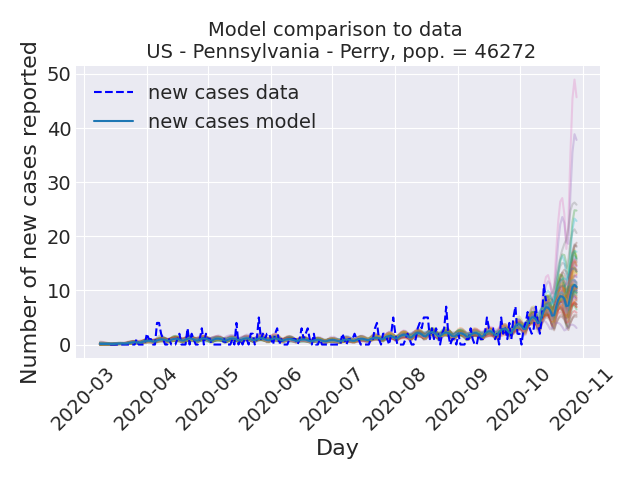 Model comparison to data
US - Pennsylvania - Perry, pop. = 46272
Number of new cases reported
50
40
30
20
10
0
new cases data
new cases model
2020-03
2020-04
2020-05
2020-06
2020-07
2020-08
2020-09
2020-10
2020-11
Day